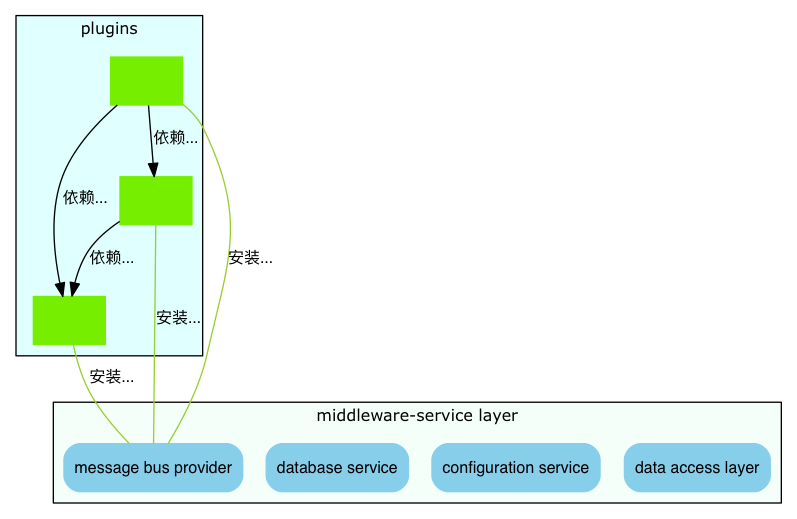 plugins
依赖...
依赖...
依赖...
安装...
安装...
安装...
middleware-service layer
message bus provider
database service
configuration service
data access layer